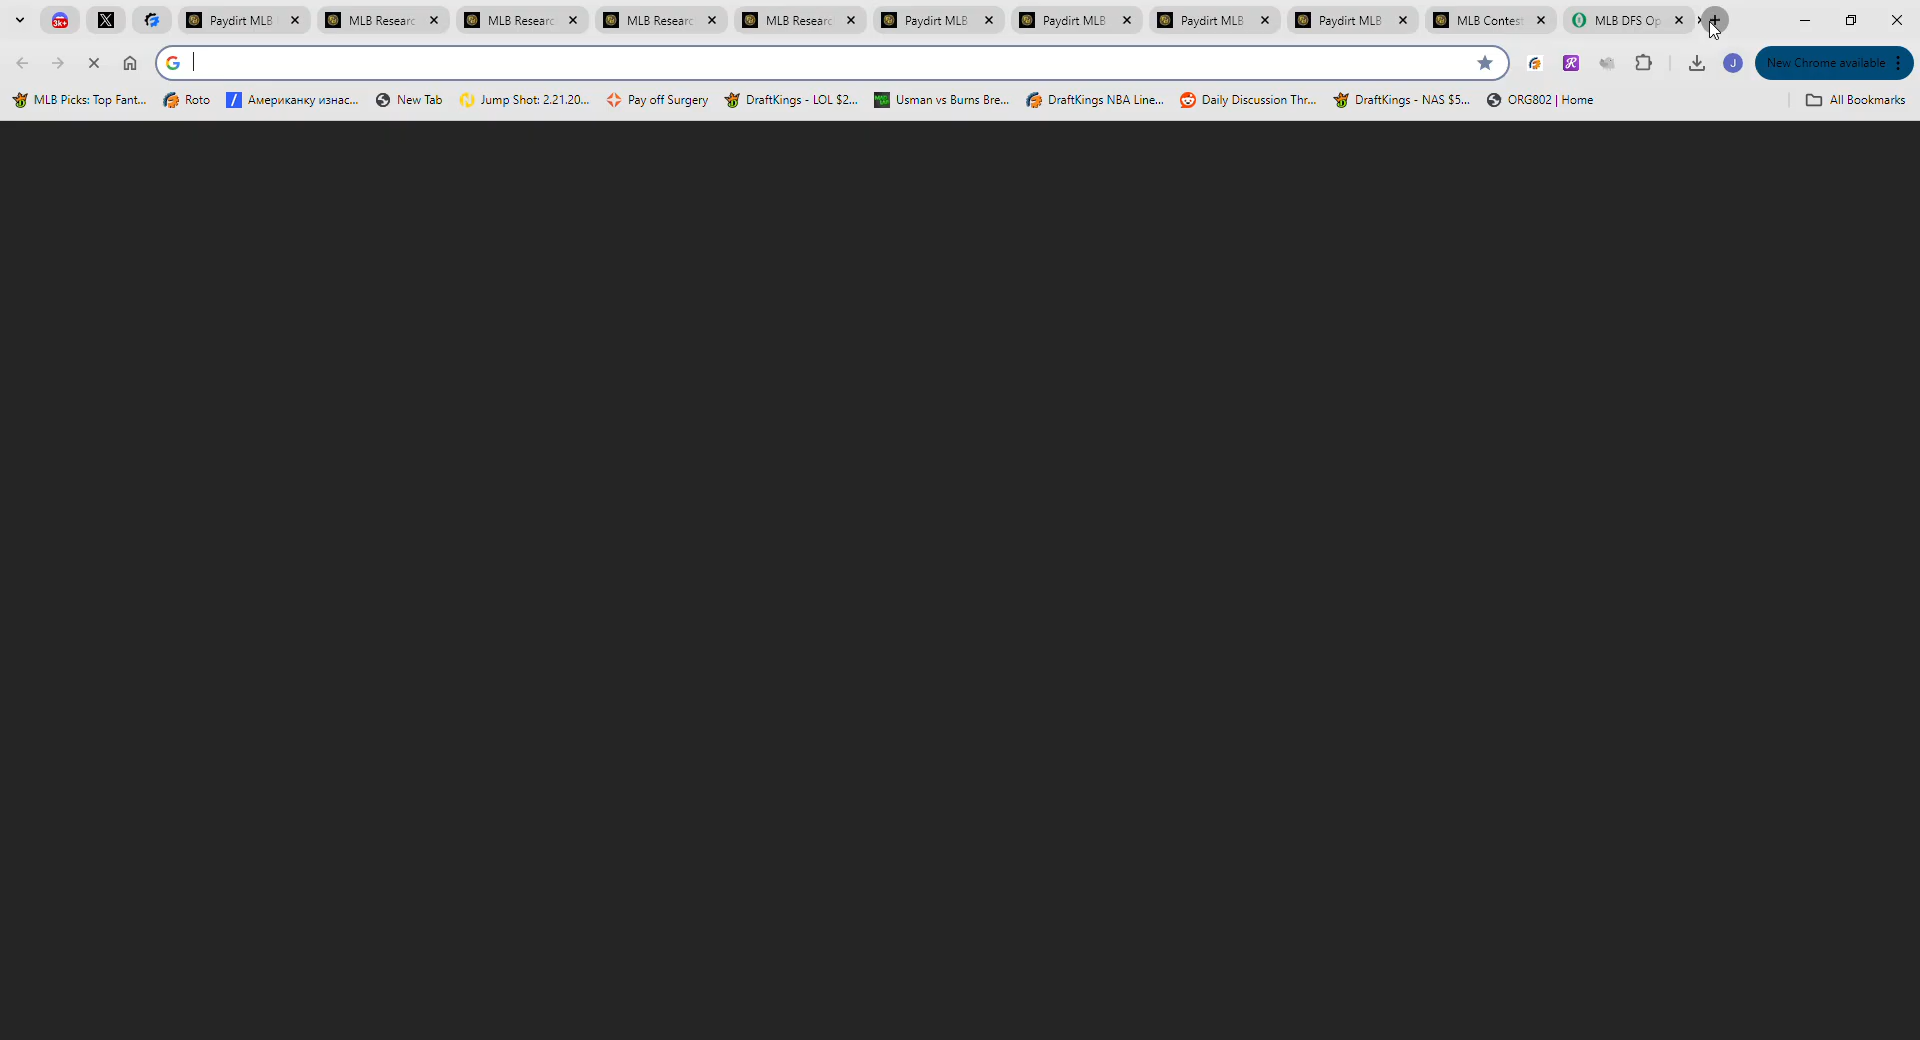 3k+ Paydirt MLB MLB Researc MLB Researc MLB Researc MLB Researc Paydirt MLB Paydirt MLB Paydirt MLB Paydirt MLB MLB Contest MLB DFS Op
J New Chrome available
MLB Picks: Top Fant... Roto Американку изнас... New Tab Jump Shot: 2.21.20... Pay off Surgery DraftKings - LOL $2... Usman vs Burns Bre... DraftKings NBA Line... Daily Discussion Thr... DraftKings - NAS $5... ORG802 | Home All Bookmarks